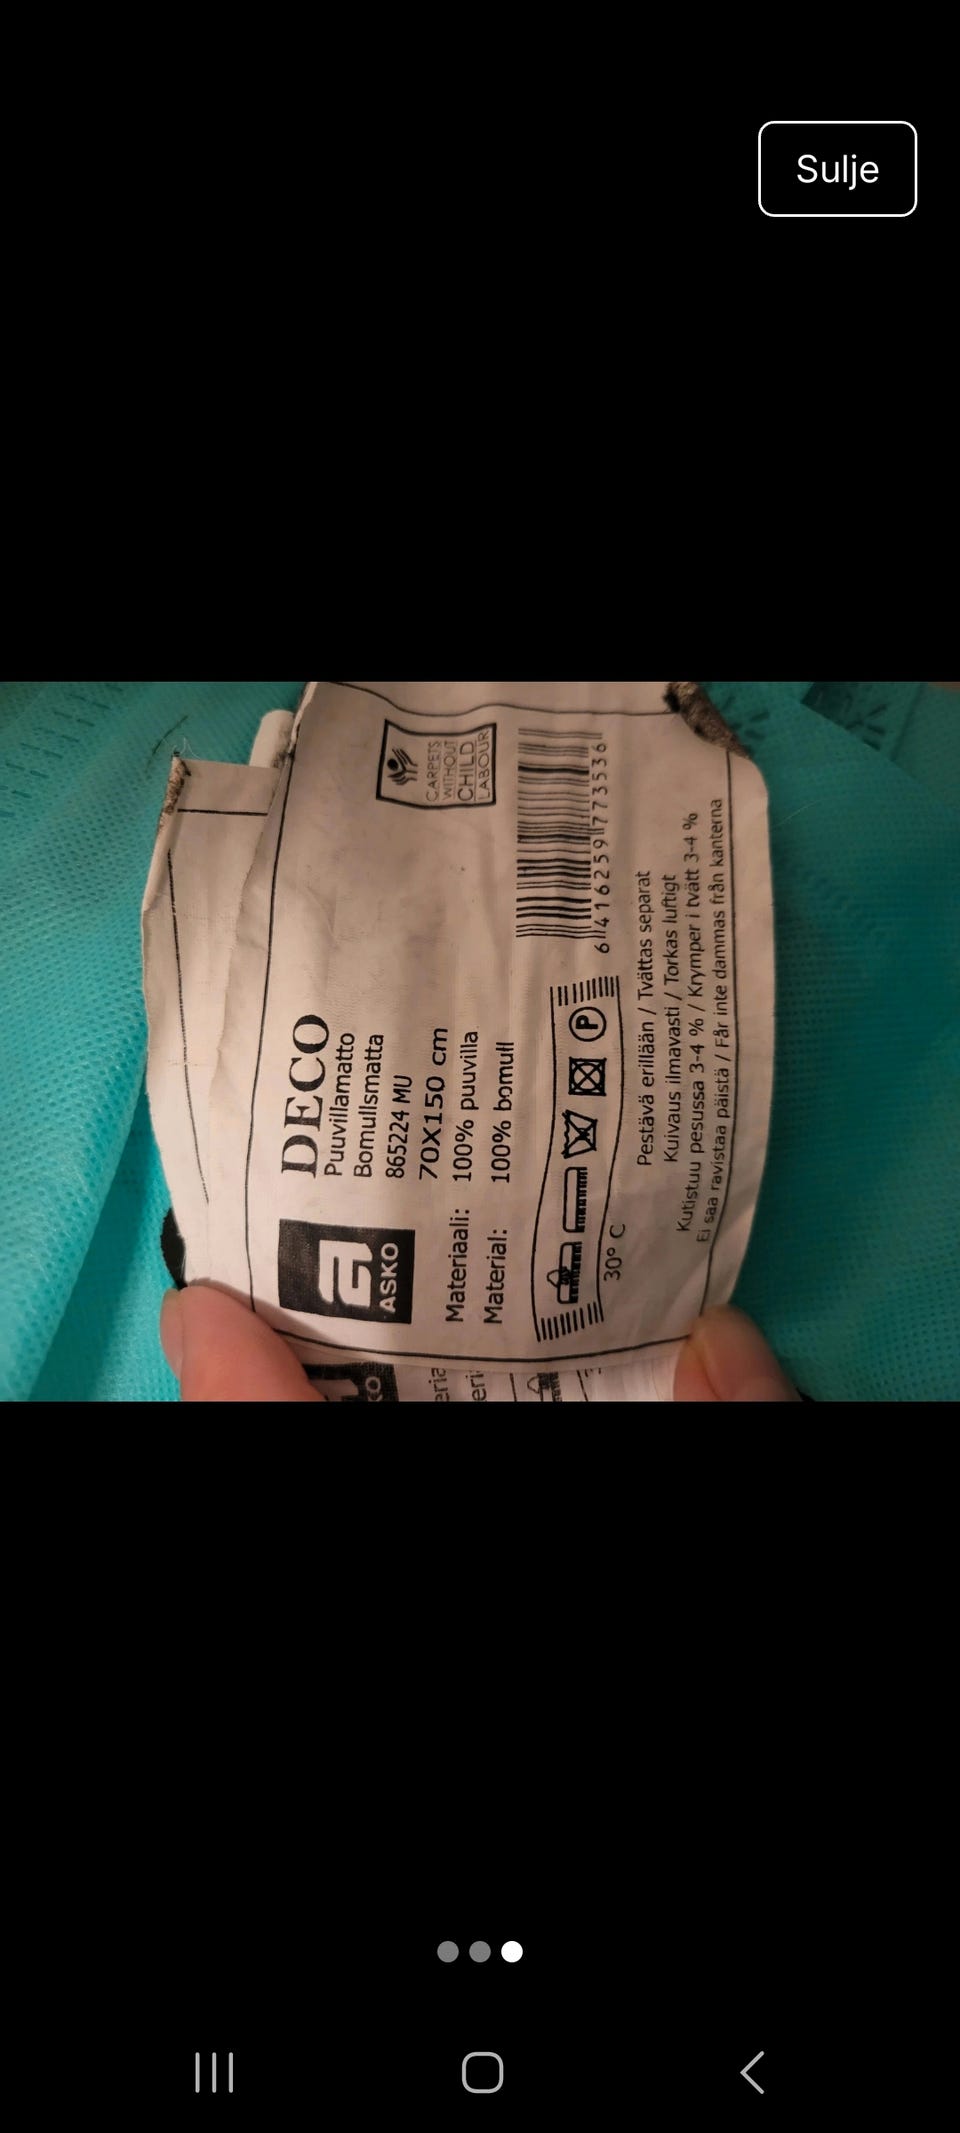 Sulje
DECO
Puuvillamatto
Bomullsmatta
865224 MU
70X150 cm
Materiaali: 100% puuvilla
Material: 100% bomull
ASKO
CARPETS
WITHOUT
CHILD
LABOUR
6 416259 773536
P
30° C
Pestävä erillään / Tvättas separat
Kuivaus ilmavasti / Torkas luftigt
Kutistuu pesussa 3-4 % / Krymper i tvätt 3-4 %
Ei saa ravistaa päistä / Får inte dammas från kanterna